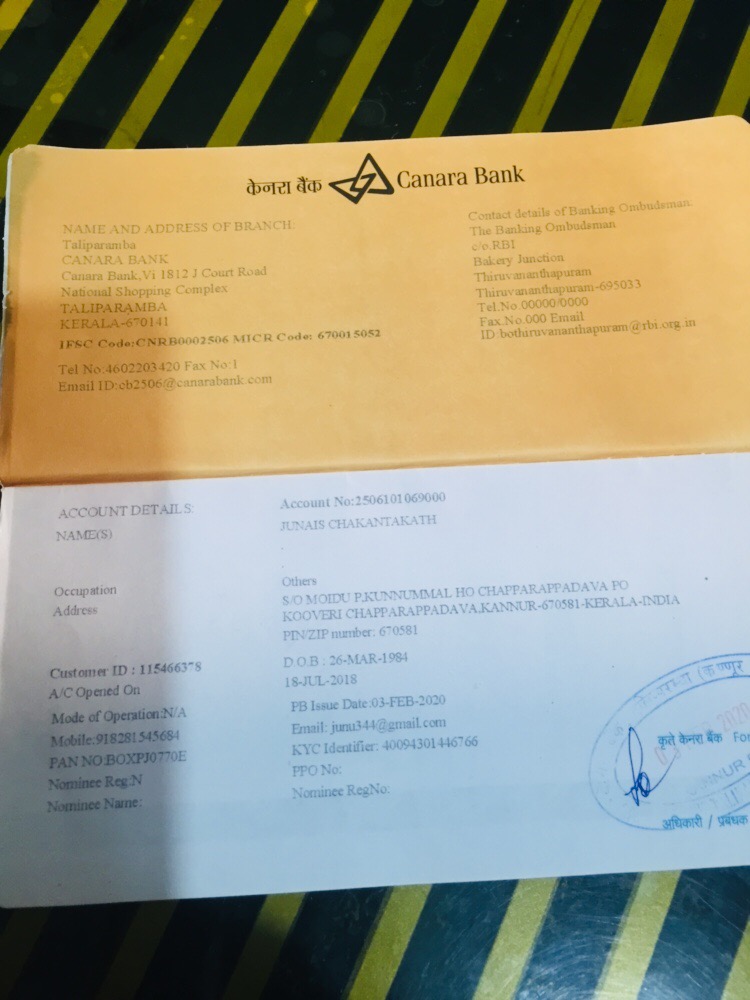 केनरा बैंक Canara Bank
NAME AND ADDRESS OF BRANCH:
Taliparamba
CANARA BANK
Canara Bank,Vi 1812 J Court Road
National Shopping Complex
TALIPARAMBA
KERALA-670141
IFSC Code:CNRB0002506 MICR Code: 670015052
Tel No:4602203420 Fax No:1
Email ID:cb2506@canarabank.com
Contact details of Banking Ombudsman:
The Banking Ombudsman
c/o.RBI
Bakery Junction
Thiruvananthapuram
Thiruvananthapuram-695033
Tel.No.00000/0000
Fax.No.000 Email
ID:bothiruvananthapuram@rbi.org.in
ACCOUNT DETAILS: Account No:2506101069000
NAME(S) JUNAIS CHAKANTAKATH
Occupation Others
Address S/O MOIDU P,KUNNUMMAL HO CHAPPARAPPADAVA PO
KOOVERI CHAPPARAPPADAVA,KANNUR-670581-KERALA-INDIA
PIN/ZIP number: 670581
Customer ID : 115466378 D.O.B : 26-MAR-1984
A/C Opened On 18-JUL-2018
Mode of Operation:N/A PB Issue Date:03-FEB-2020
Mobile:918281545684 Email: junu344@gmail.com
PAN NO:BOXPJ0770E KYC Identifier: 40094301446766
Nominee Reg:N PPO No:
Nominee Name: Nominee RegNo:
(कण्णूर
2020
कृते केनरा बैंक For
अधिकारी / प्रबंधक